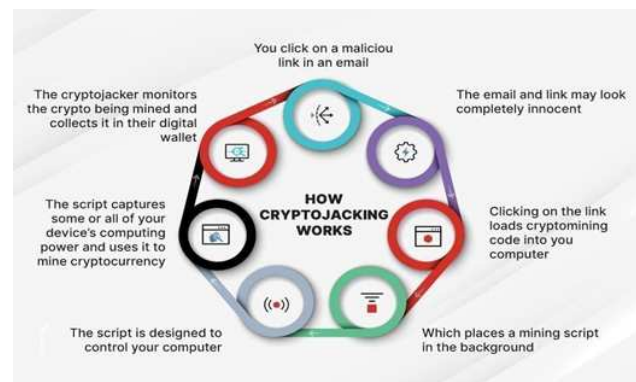 You click on a maliciou
link in an email
The email and link may look
completely innocent
Clicking on the link
loads cryptomining
code into you
computer
Which places a mining script
in the background
The script is designed to
control your computer
The script captures
some or all of your
device's computing
power and uses it to
mine cryptocurrency
The cryptojacker monitors
the crypto being mined and
collects it in their digital
wallet
HOW
CRYPTOJACKING
WORKS